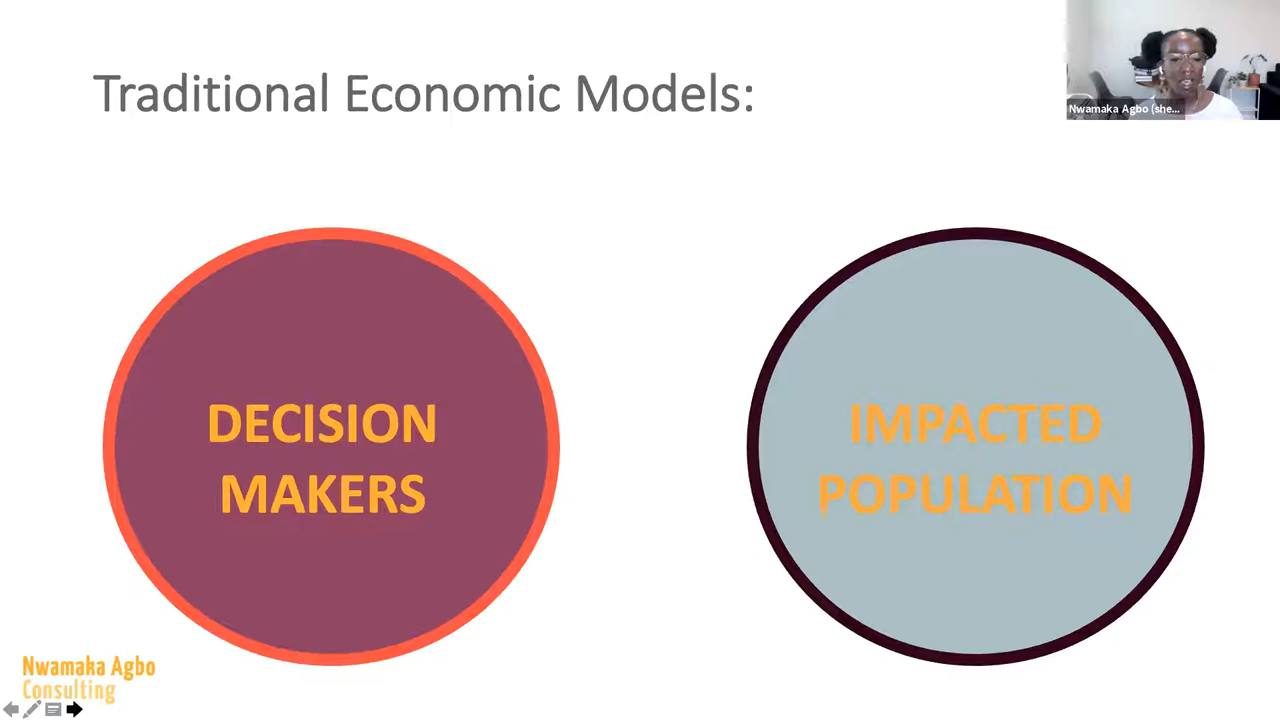 Traditional Economic Models:
Nwamaka Agbo (she...
DECISION
MAKERS
IMPACTED
POPULATION
Nwamaka Agbo
Consulting